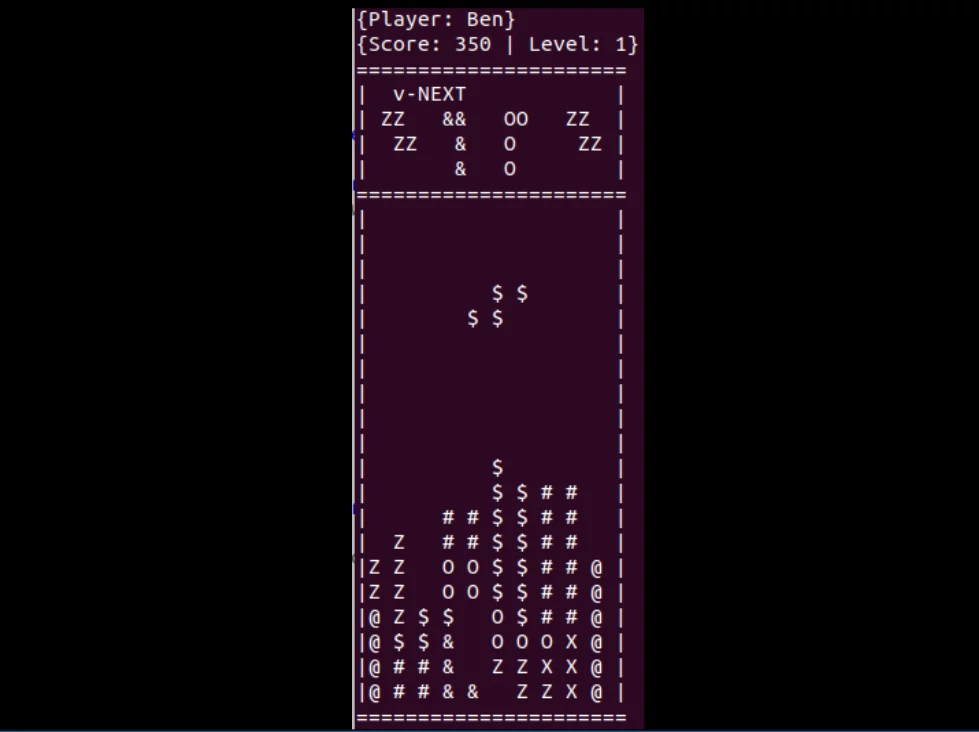 {Player: Ben}
{Score: 350 | Level: 1}
======================
|  v-NEXT            |
| ZZ   &&   OO   ZZ  |
|  ZZ   &   O     ZZ |
|       &   O        |
======================
|                    |
|                    |
|                    |
|          $ $       |
|        $ $         |
|                    |
|                    |
|                    |
|                    |
|                    |
|          $         |
|          $ $ # #   |
|      # # $ $ # #   |
|  Z   # # $ $ # #   |
|Z Z   O O $ $ # # @ |
|Z Z   O O $ $ # # @ |
|@ Z $ $   O $ # # @ |
|@ $ $ &   O O O X @ |
|@ # # &   Z Z X X @ |
|@ # # & &   Z Z X @ |
======================